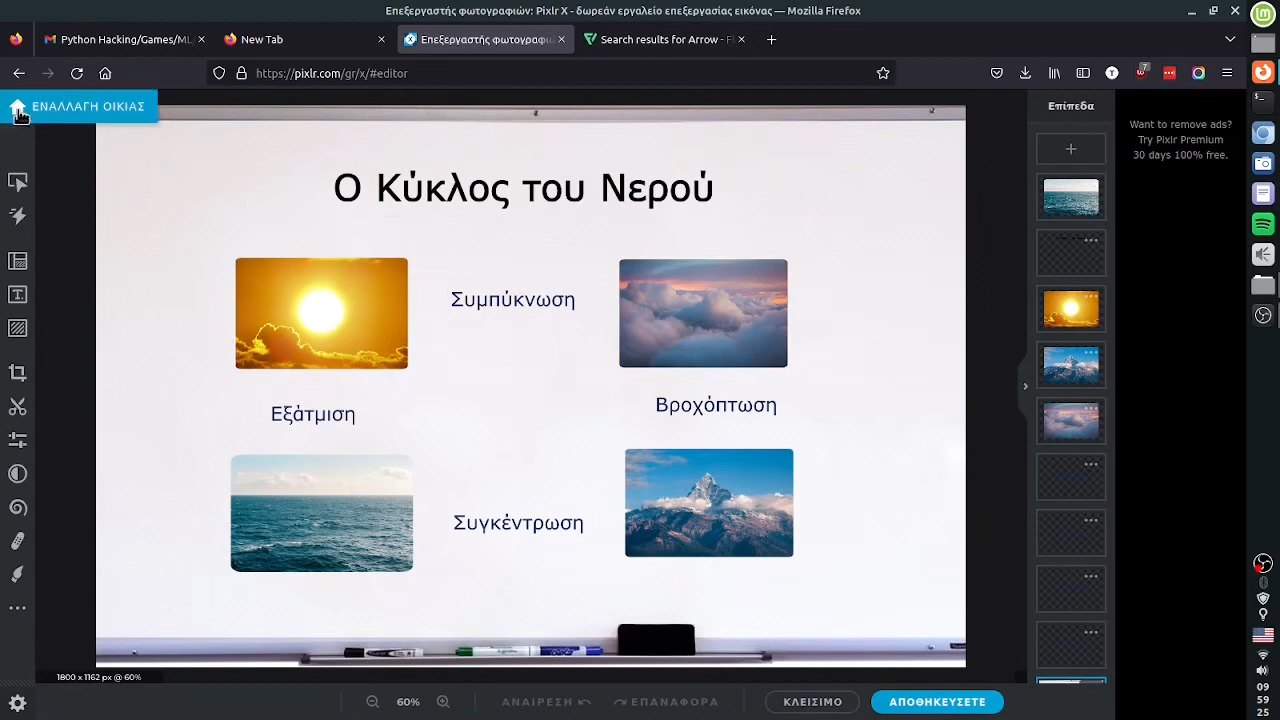 Επεξεργαστής φωτογραφιών: Pixlr X - δωρεάν εργαλείο επεξεργασίας εικόνας — Mozilla Firefox
Python Hacking/Games/ML/
New Tab
Επεξεργαστής φωτογραφιώ
Search results for Arrow - Fl
https://pixlr.com/gr/x/#editor
7
ΕΝΑΛΛΑΓΗ ΟΙΚΙΑΣ
Επίπεδα
Want to remove ads?
Try Pixlr Premium
30 days 100% free.
Ο Κύκλος του Νερού
Συμπύκνωση
Εξάτμιση
Βροχόπτωση
Συγκέντρωση
1800 x 1162 px @ 60%
60%
ΑΝΑΙΡΕΣΗ
ΕΠΑΝΑΦΟΡΑ
ΚΛΕΙΣΙΜΟ
ΑΠΟΘΗΚΕΥΣΕΤΕ
09
59
25